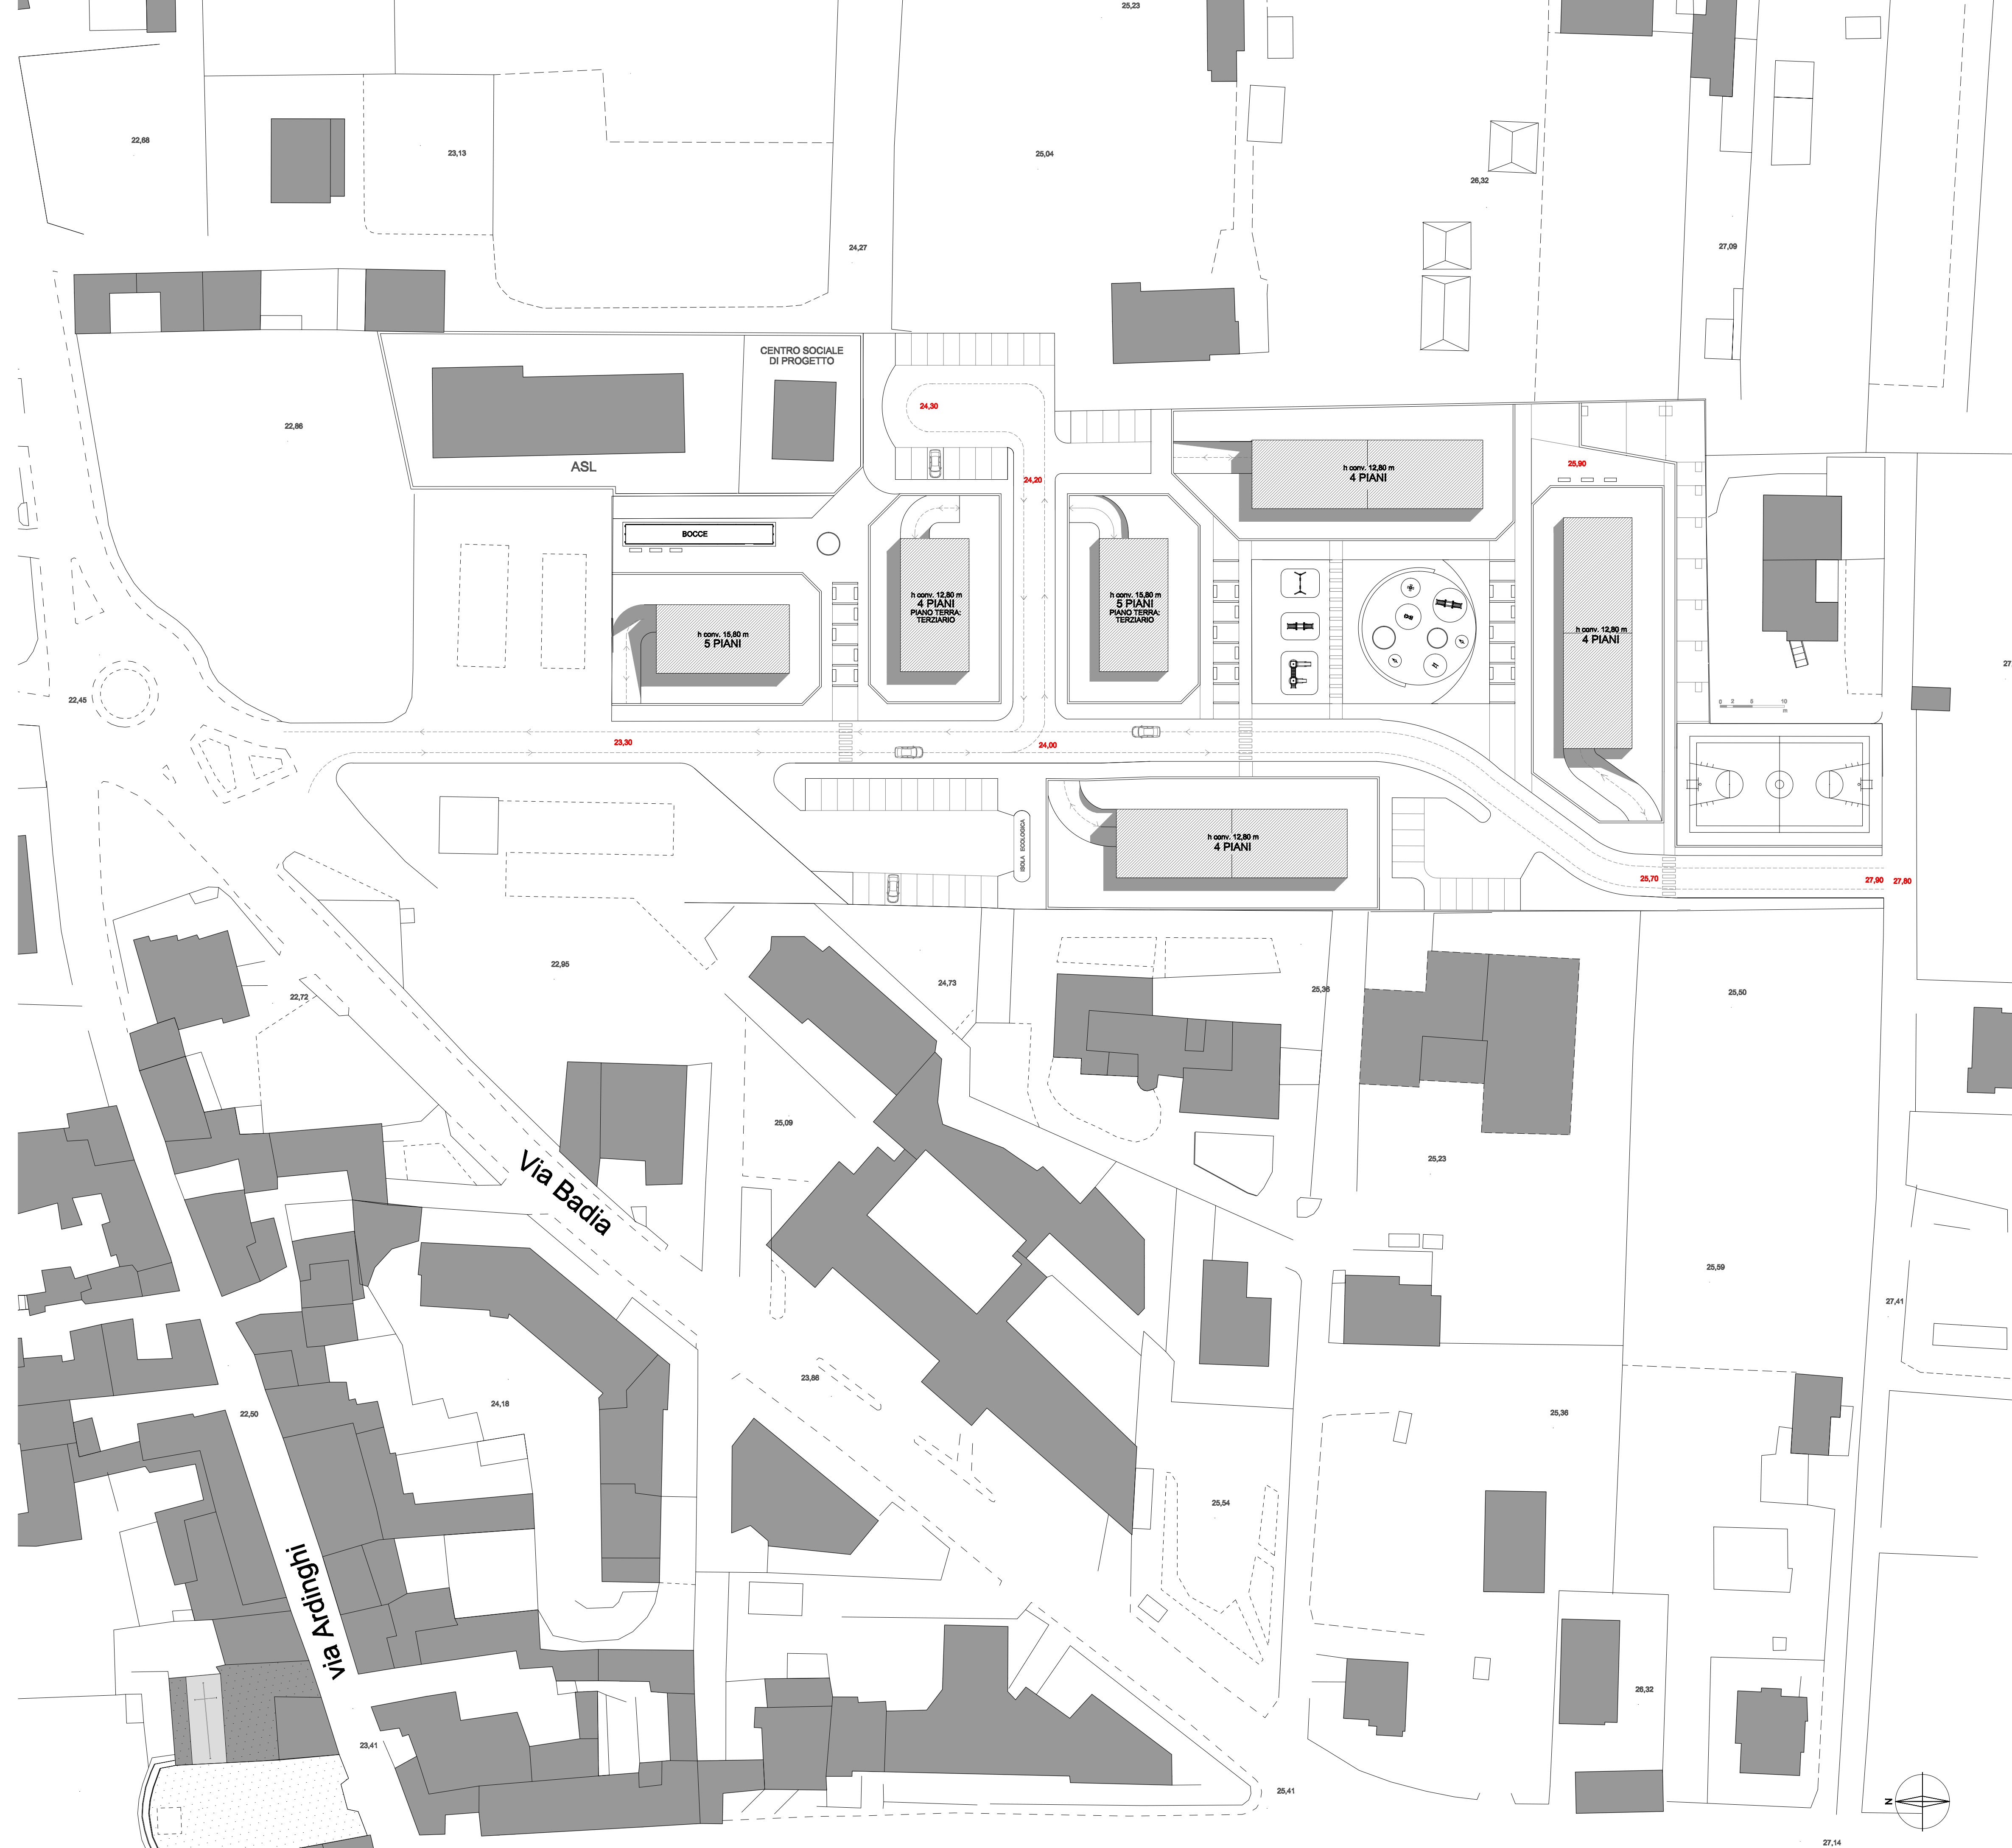 25,23
22,68
23,13
25,04
26,32
24,27
27,09
CENTRO SOCIALE
DI PROGETTO
24,30
22,86
ASL
25,90
h conv. 12,80 m
4 PIANI
24,20
BOCCE
h conv. 12,80 m
4 PIANI
PIANO TERRA:
TERZIARIO
h conv. 15,80 m
5 PIANI
PIANO TERRA:
TERZIARIO
h conv. 15,80 m
5 PIANI
h conv. 12,80 m
4 PIANI
27,
22,45
0 2 5 10
m
23,30
24,00
ISOLA ECOLOGICA
h conv. 12,80 m
4 PIANI
25,70
27,90
27,80
22,95
22,72
24,73
25,36
25,50
25,09
25,23
Via Badia
25,59
27,41
23,86
24,18
22,50
25,36
25,54
via Ardinghi
26,32
23,41
25,41
N
27,14